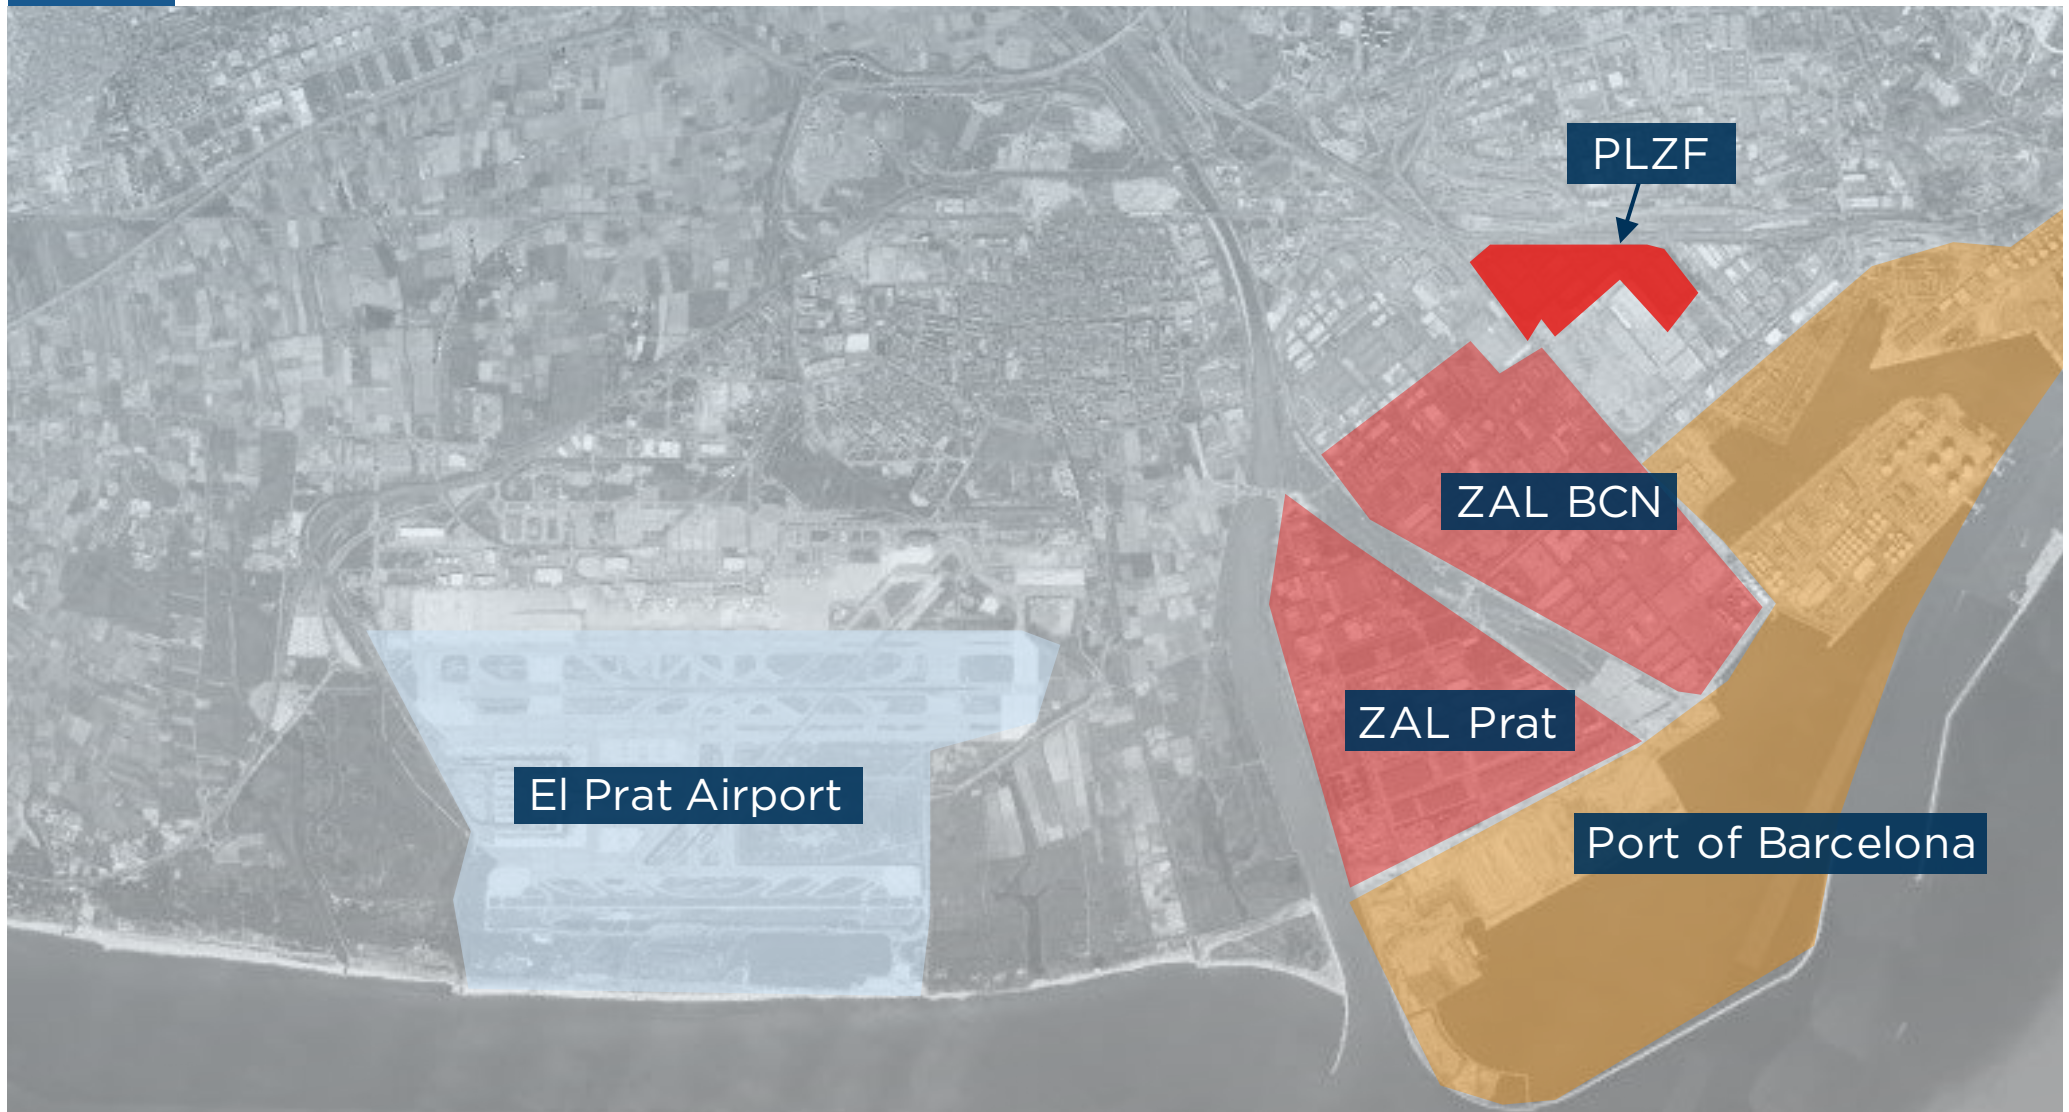 PLZF
ZAL BCN
ZAL Prat
El Prat Airport
Port of Barcelona